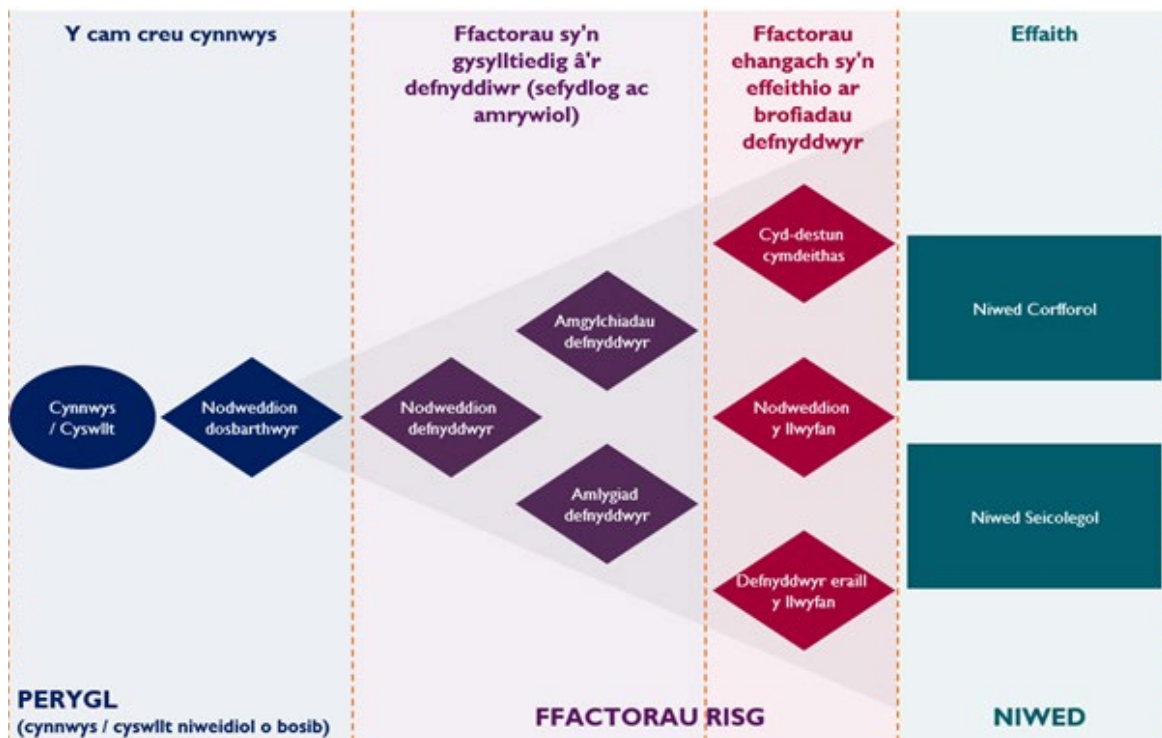 Y cam creu cynnwys
Ffactorau sy'n
gysylltiedig â'r
defnyddiwr (sefydlog ac
amrywiol)
Ffactorau
ehangach sy'n
effeithio ar
brofiadau
defnyddwyr
Effaith
Cynnwys
/ Cyswllt
Nodweddion
dosbarthwyr
Nodweddion
defnyddwyr
Amgylchiadau
defnyddwyr
Amlygiad
defnyddwyr
Cyd-destun
cymdeithas
Nodweddion
y llwyfan
Defnyddwyr eraill
y llwyfan
Niwed Corfforol
Niwed Seicolegol
PERYGL
(cynnwys / cyswllt niweidiol o bosib)
FFACTORAU RISG
NIWED